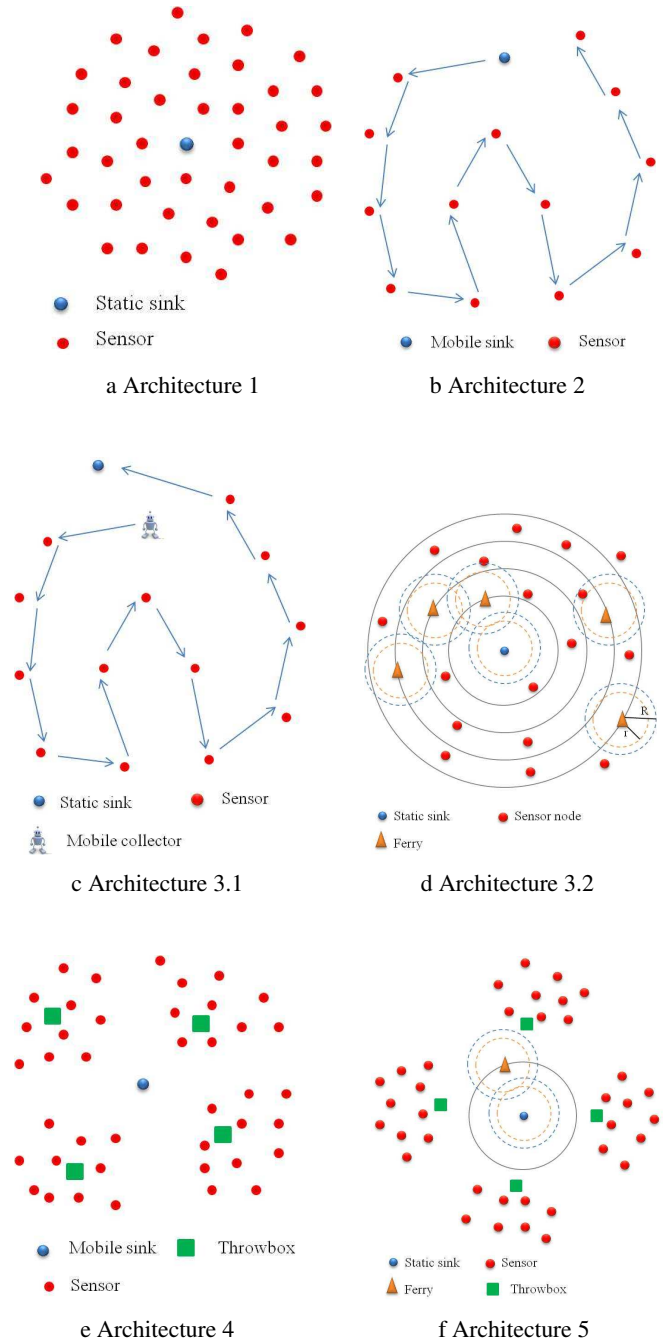 Static sink
Sensor
a Architecture 1
Mobile sink Sensor
b Architecture 2
Static sink Sensor
Mobile collector
c Architecture 3.1
R
r
Static sink Sensor node
Ferry
d Architecture 3.2
Mobile sink Throwbox
Sensor
e Architecture 4
Static sink Sensor
Ferry Throwbox
f Architecture 5